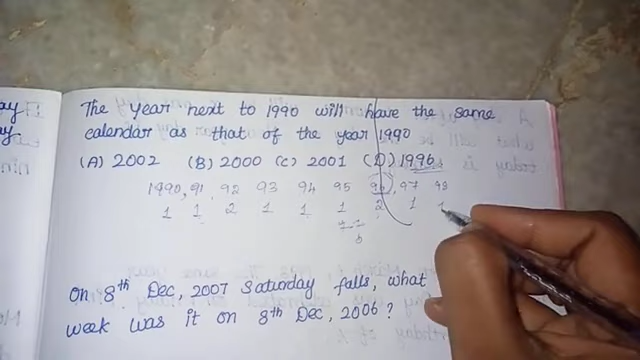 The year next to 1990 will have the same
calendar as that of the year 1990
(A) 2002 (B) 2000 (C) 2001 (D) 1996
1990, 91 92 93 94 95 96, 97 98
1 1 2 1 1 1 2 1 1
On 8th Dec, 2007 Saturday falls, what
week was it on 8th Dec, 2006?